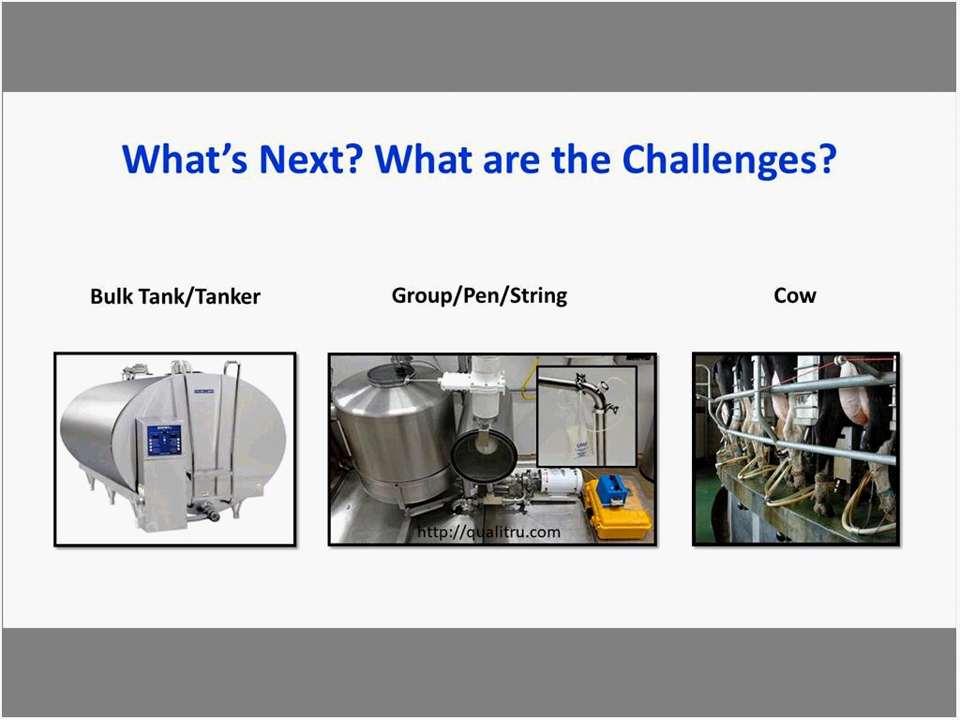 What's Next? What are the Challenges?
Bulk Tank/Tanker
Group/Pen/String
Cow
http://qualitru.com